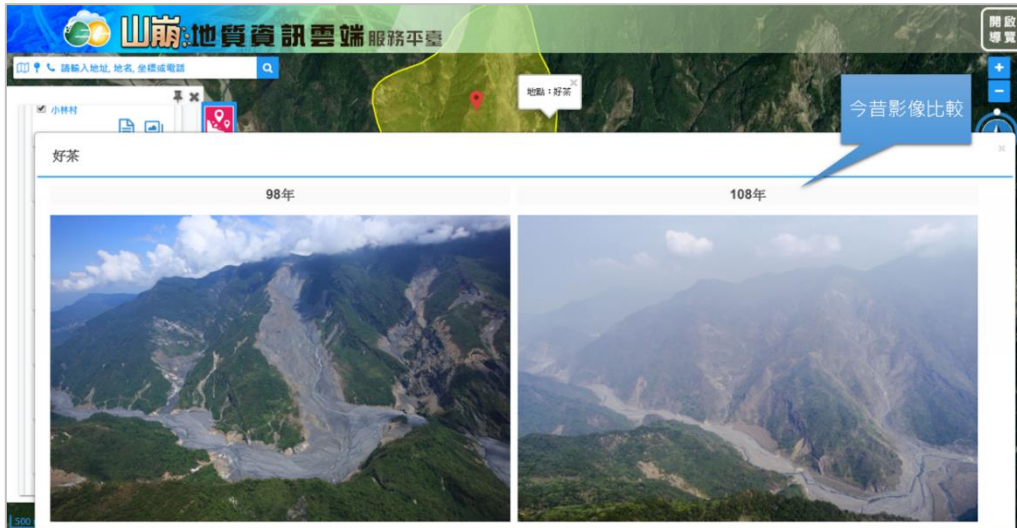 山崩地質資訊雲端服務平臺
開啟
導覽
請輸入地址, 地名, 坐標或電話
+
−
小林村
地點：好茶
×
今昔影像比較
好茶
×
98年
108年
500